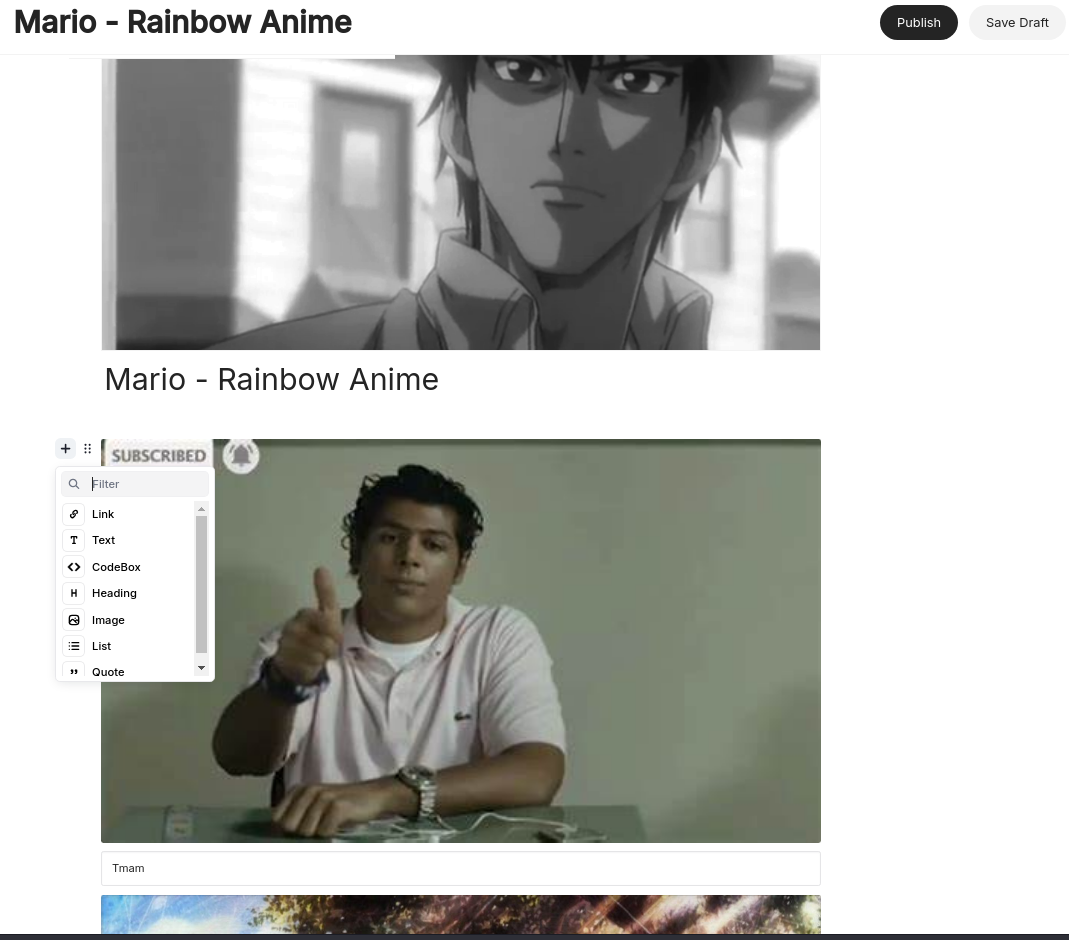 Mario - Rainbow Anime
Publish
Save Draft
Mario - Rainbow Anime
SUBSCRIBED
Filter
Link
Text
CodeBox
Heading
Image
List
Quote
Tmam